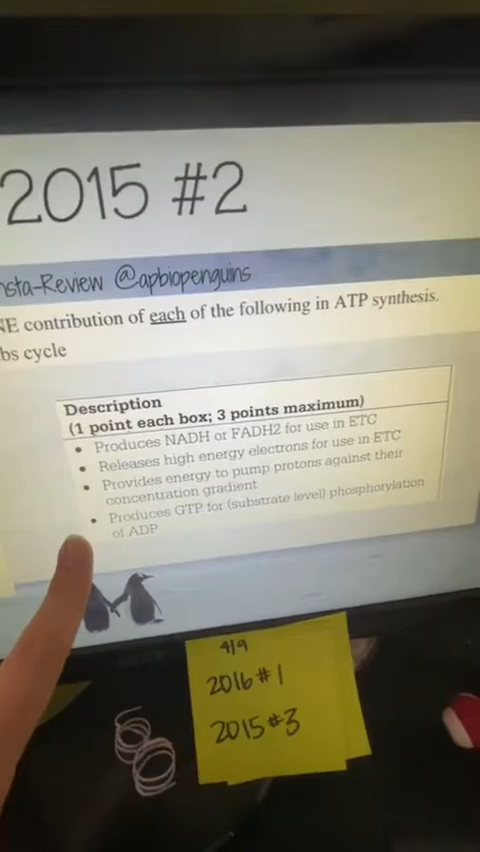 2015 #2
nsta-Review @apbiopenguins
NE contribution of each of the following in ATP synthesis.
bs cycle
Description
(1 point each box; 3 points maximum)
• Produces NADH or FADH2 for use in ETC
• Releases high energy electrons for use in ETC
• Provides energy to pump protons against their
concentration gradient
• Produces GTP for (substrate level) phosphorylation
of ADP
4/9
2016 #1
2015 #3